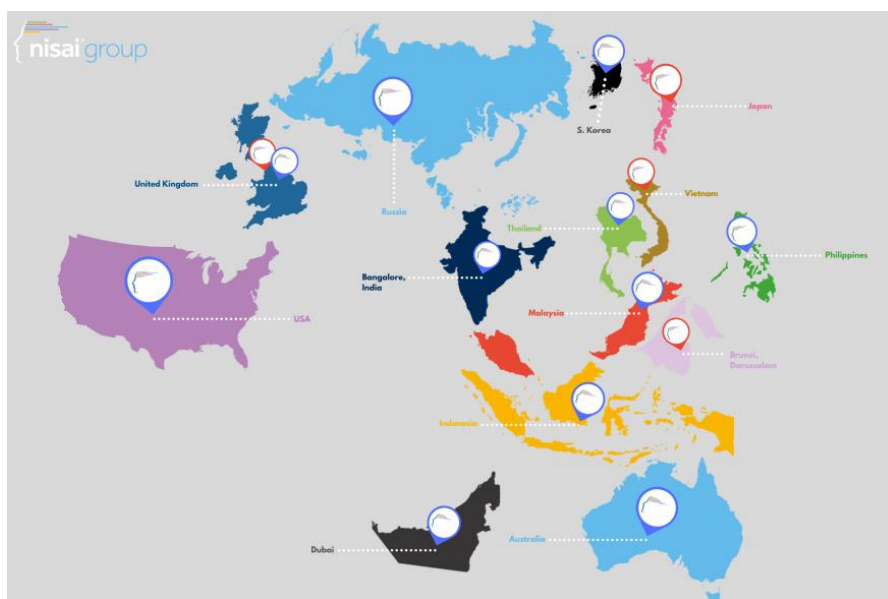 nisai group
S. Korea
Japan
United Kingdom
Vietnam
Russia
Thailand
Philippines
Bangalore,
India
USA
Malaysia
Brunei,
Darussalam
Indonesia
Australia
Dubai